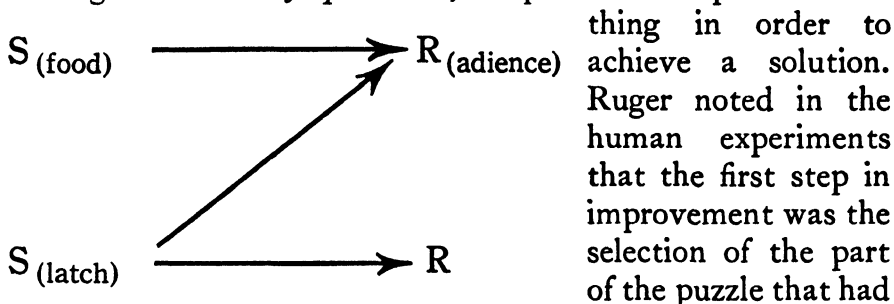 S (food) R (adience)
S (latch) R
thing in order to
achieve a solution.
Ruger noted in the
human experiments
that the first step in
improvement was the
selection of the part
of the puzzle that had